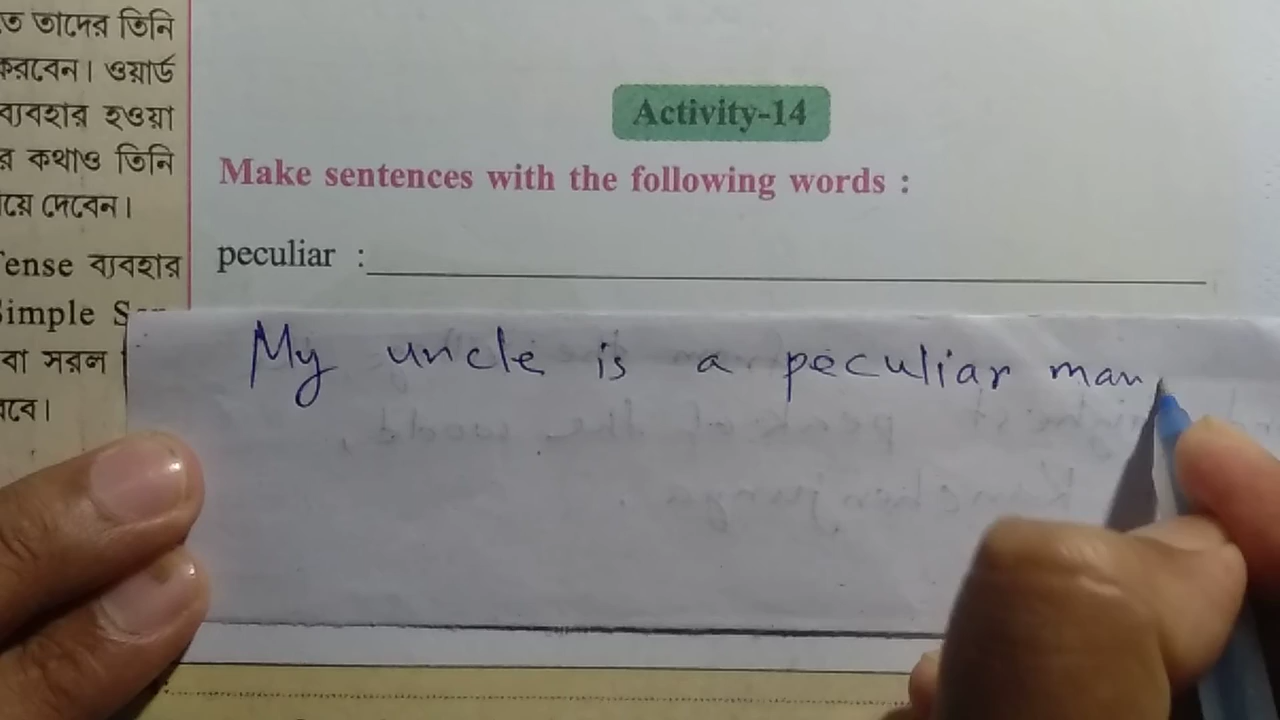 তে তাদের তিনি
করবেন। ওয়ার্ড
ব্যবহার হওয়া
র কথাও তিনি
য়ে দেবেন।
Tense ব্যবহার
Simple
বা সরল
বে।
Activity-14
Make sentences with the following words :
peculiar :
My uncle is a peculiar man